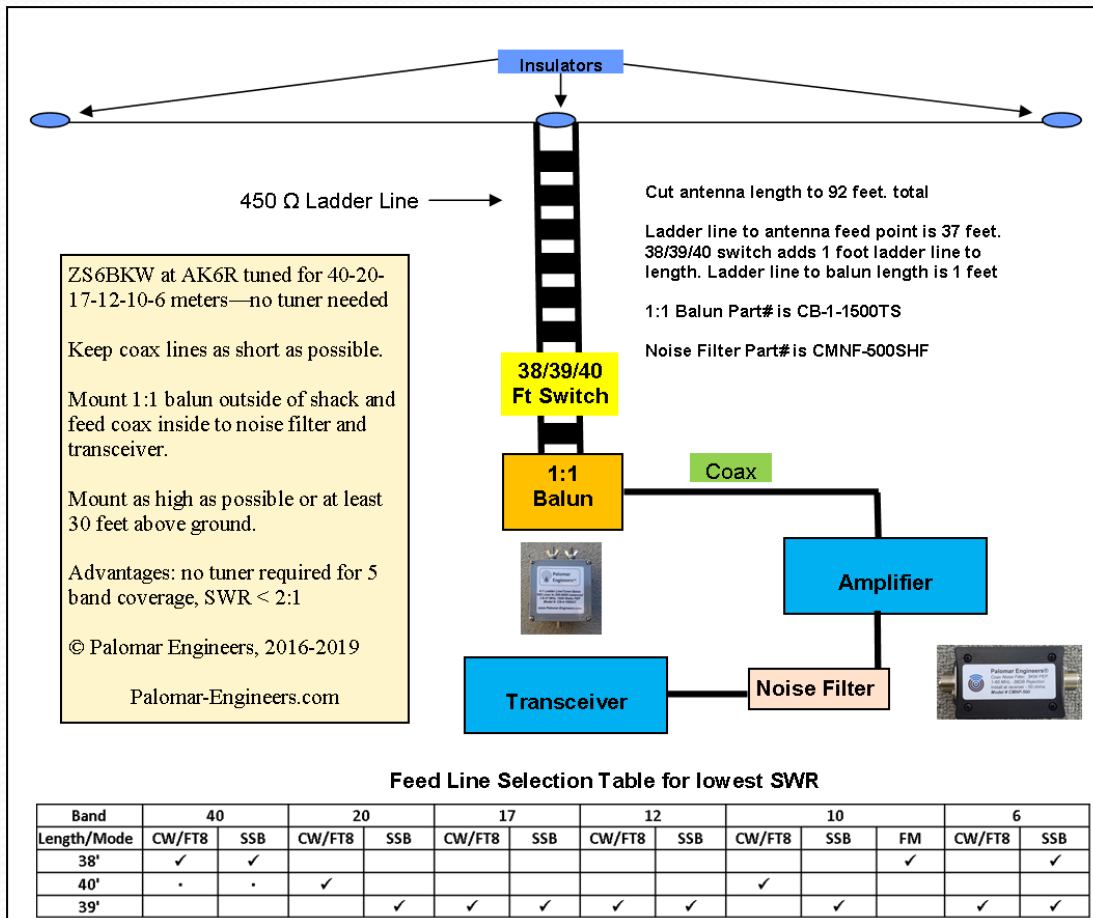 Insulators
450 Ω Ladder Line
Cut antenna length to 92 feet. total
Ladder line to antenna feed point is 37 feet.
38/39/40 switch adds 1 foot ladder line to
length. Ladder line to balun length is 1 feet
1:1 Balun Part# is CB-1-1500TS
Noise Filter Part# is CMNF-500SHF
ZS6BKW at AK6R tuned for 40-20-
17-12-10-6 meters—no tuner needed
Keep coax lines as short as possible.
Mount 1:1 balun outside of shack and
feed coax inside to noise filter and
transceiver.
Mount as high as possible or at least
30 feet above ground.
Advantages: no tuner required for 5
band coverage, SWR < 2:1
© Palomar Engineers, 2016-2019
Palomar-Engineers.com
38/39/40
Ft Switch
1:1
Balun
Coax
Palomar
Engineers®
Amplifier
Transceiver
Noise Filter
Palomar Engineers®
Feed Line Selection Table for lowest SWR
Band 40 20 17 12 10 6
Length/Mode CW/FT8 SSB CW/FT8 SSB CW/FT8 SSB CW/FT8 SSB CW/FT8 SSB FM CW/FT8 SSB
38' ✓ ✓ ✓ ✓
40' · · ✓ ✓
39' ✓ ✓ ✓ ✓ ✓ ✓ ✓ ✓